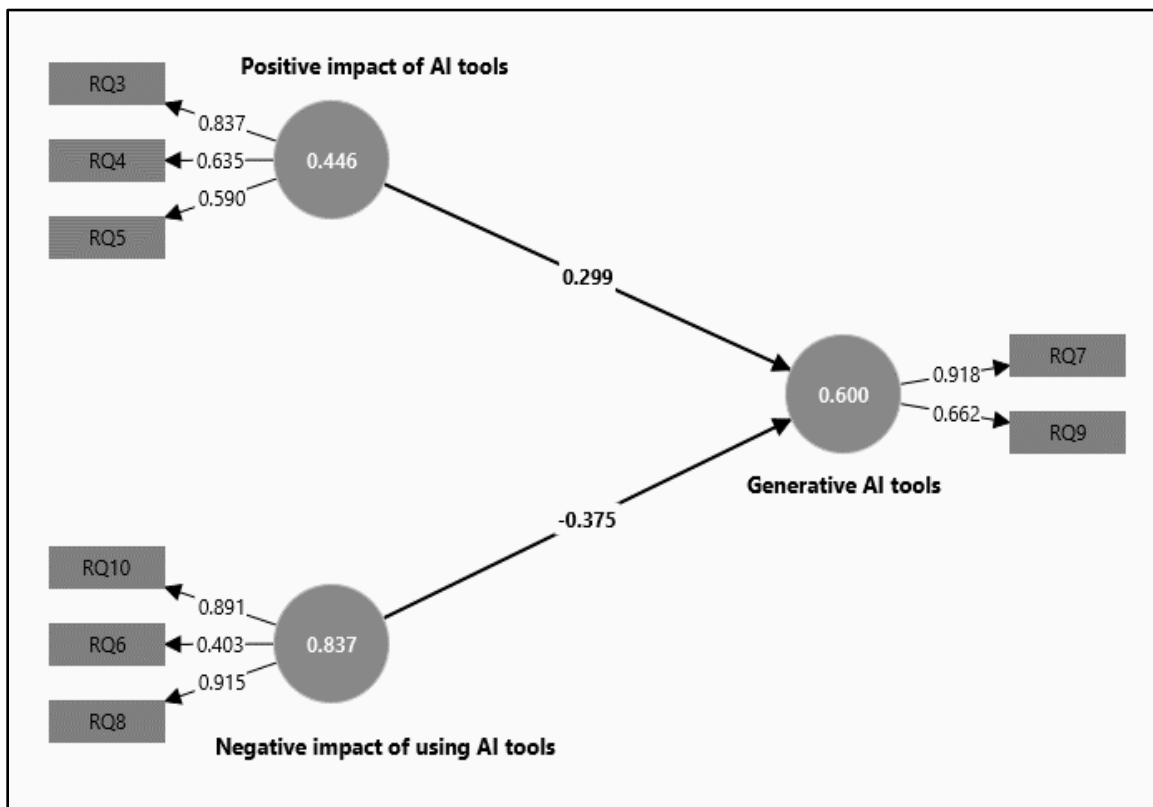 Positive impact of AI tools
RQ3
0.837
RQ4
0.635
0.446
0.590
RQ5
0.299
RQ7
0.918
0.600
0.662
RQ9
Generative AI tools
-0.375
RQ10
0.891
RQ6
0.403
0.837
0.915
RQ8
Negative impact of using AI tools